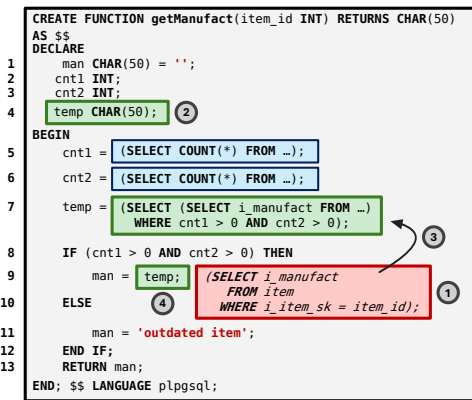 CREATE FUNCTION getManufact(item_id INT) RETURNS CHAR(50)
AS $$
DECLARE
1 man CHAR(50) = '';
2 cnt1 INT;
3 cnt2 INT;
4 temp CHAR(50); 2
BEGIN
5 cnt1 = (SELECT COUNT(*) FROM …);
6 cnt2 = (SELECT COUNT(*) FROM …);
7 temp = (SELECT (SELECT i_manufact FROM …)
WHERE cnt1 > 0 AND cnt2 > 0);
3
8 IF (cnt1 > 0 AND cnt2 > 0) THEN
9 man = temp; (SELECT i_manufact
FROM item 1
10 ELSE 4 WHERE i_item_sk = item_id);
11 man = 'outdated item';
12 END IF;
13 RETURN man;
END; $$ LANGUAGE plpgsql;